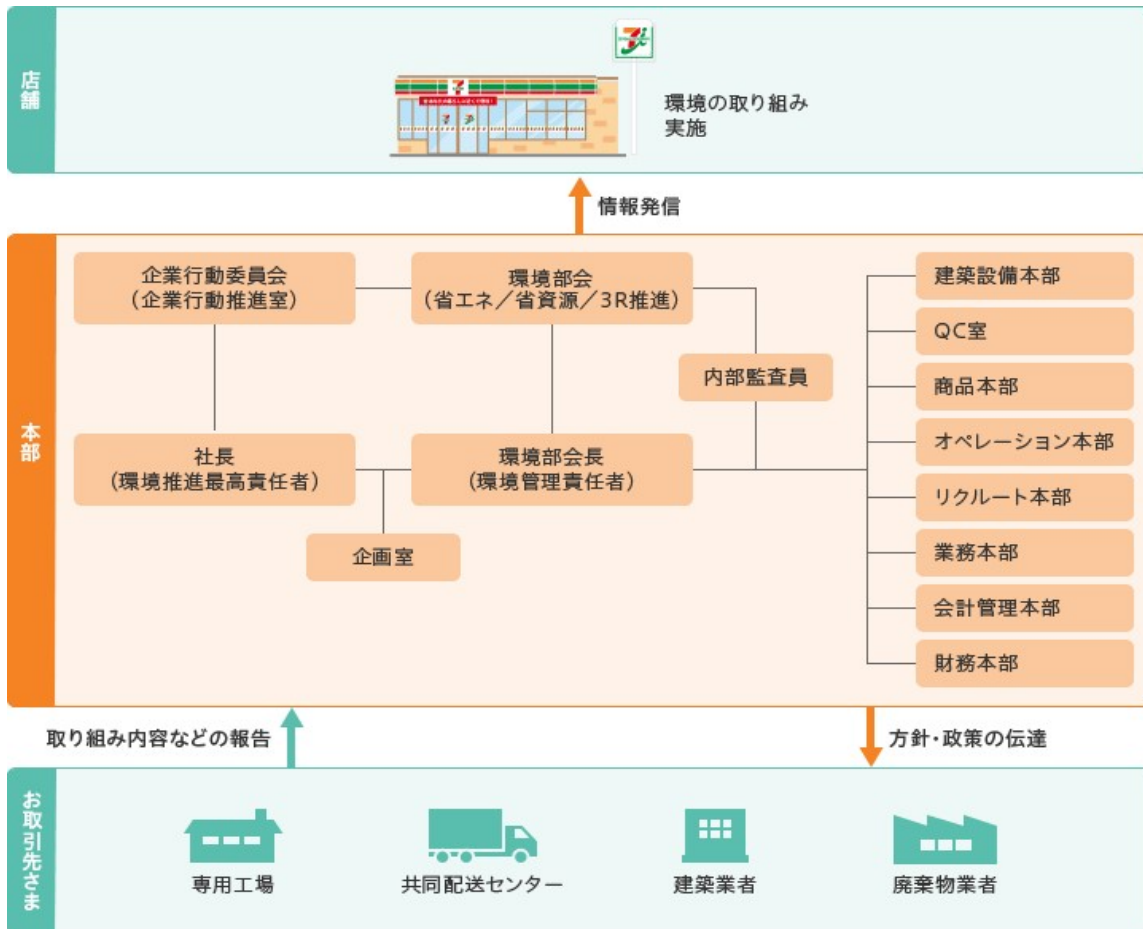 店舗
環境の取り組み
実施
情報発信
本部
企業行動委員会
（企業行動推進室）
環境部会
（省エネ／省資源／3R推進）
内部監査員
社長
（環境推進最高責任者）
環境部会長
（環境管理責任者）
企画室
建築設備本部
QC室
商品本部
オペレーション本部
リクルート本部
業務本部
会計管理本部
財務本部
取り組み内容などの報告
方針・政策の伝達
お取引先さま
専用工場
共同配送センター
建築業者
廃棄物業者